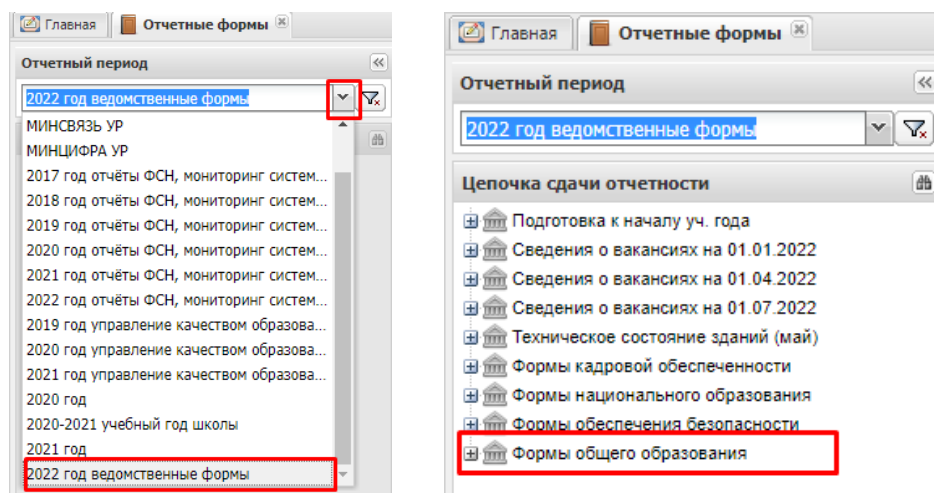 Главная
Отчетные формы
Отчетный период
2022 год ведомственные формы
МИНСВЯЗЬ УР
МИНЦИФРА УР
2017 год отчёты ФСН, мониторинг систем...
2018 год отчёты ФСН, мониторинг систем...
2019 год отчёты ФСН, мониторинг систем...
2020 год отчёты ФСН, мониторинг систем...
2021 год отчёты ФСН, мониторинг систем...
2022 год отчёты ФСН, мониторинг систем...
2019 год управление качеством образова...
2020 год управление качеством образова...
2021 год управление качеством образова...
2020 год
2020-2021 учебный год школы
2021 год
2022 год ведомственные формы
Главная
Отчетные формы
Отчетный период
2022 год ведомственные формы
Цепочка сдачи отчетности
Подготовка к началу уч. года
Сведения о вакансиях на 01.01.2022
Сведения о вакансиях на 01.04.2022
Сведения о вакансиях на 01.07.2022
Техническое состояние зданий (май)
Формы кадровой обеспеченности
Формы национального образования
Формы обеспечения безопасности
Формы общего образования